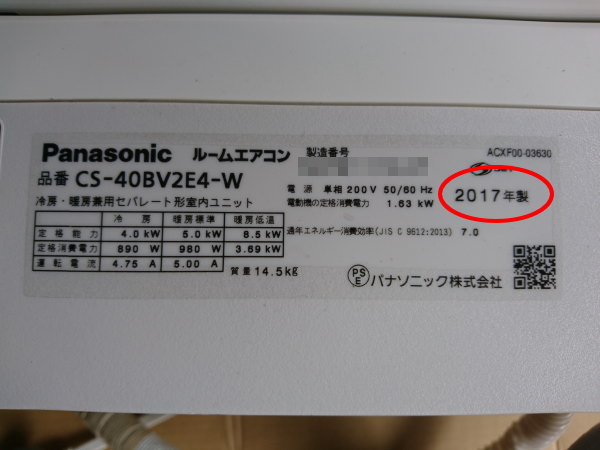 Panasonic ルームエアコン 製造番号
ACXF00-03630
品番 CS-40BV2E4-W
冷房・暖房兼用セパレート形室内ユニット
電源 単相 200V 50/60 Hz
電動機の定格消費電力 1.63 kW
2017年製
冷房 暖房標準 暖房低温
定格能力 4.0 kW 5.0 kW 8.5 kW
定格消費電力 890 W 980 W 3.69 kW
運転電流 4.75 A 5.00 A
通年エネルギー消費効率(JIS C 9612:2013) 7.0
質量 14.5kg
PSE パナソニック株式会社